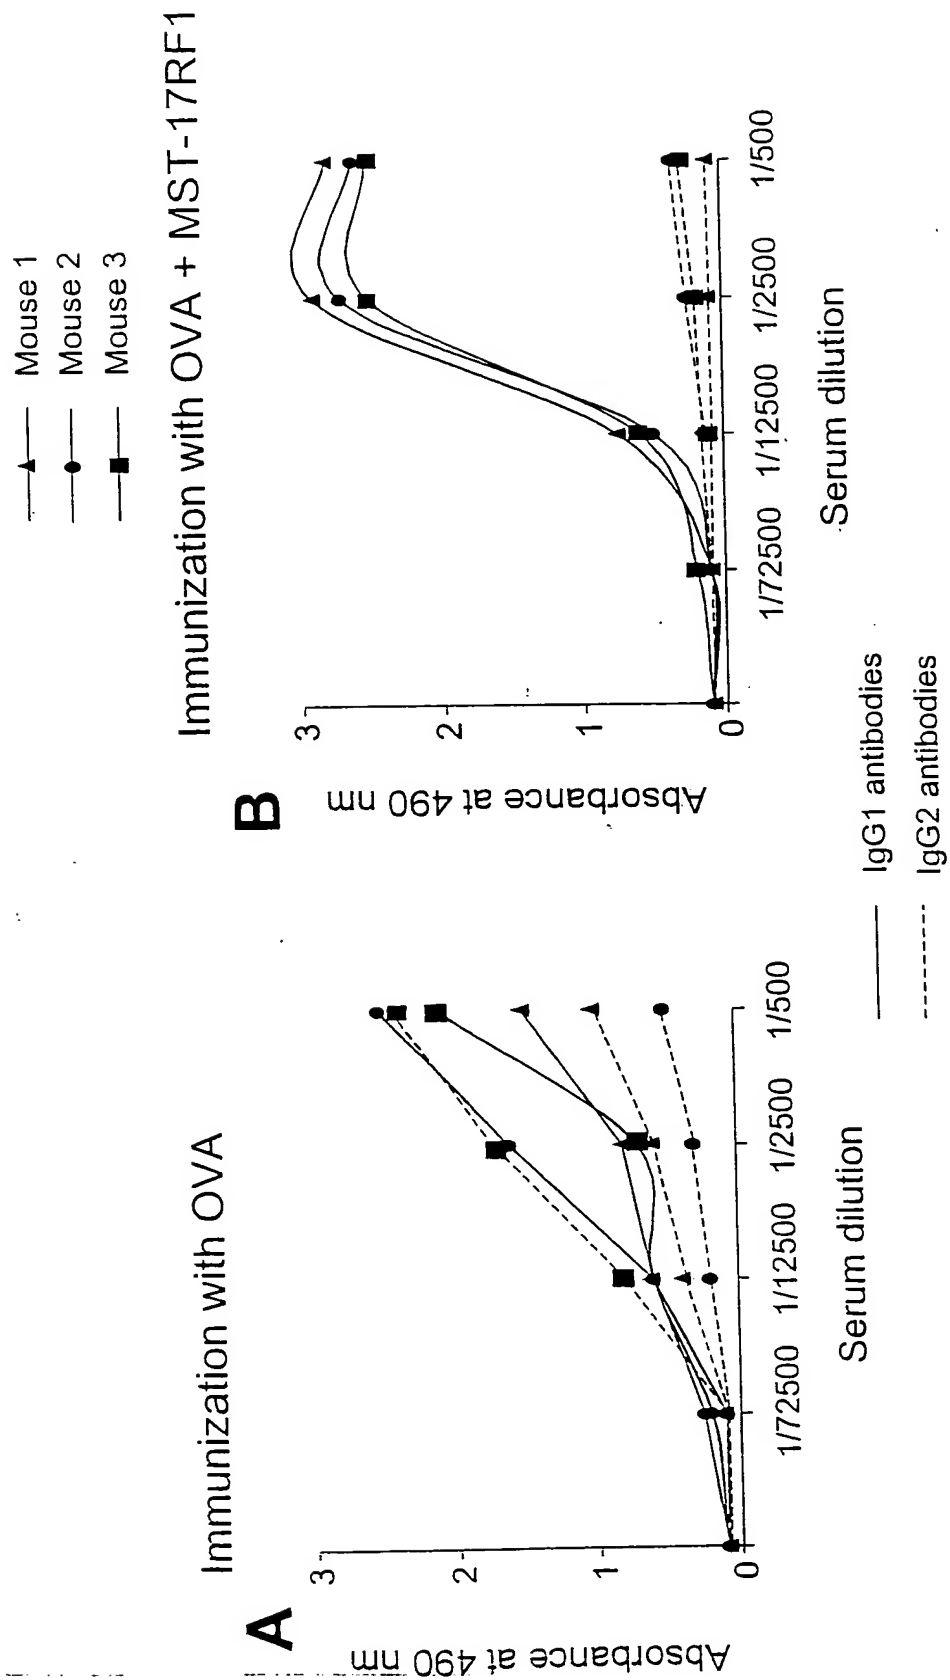 Mouse 1
Mouse 2
Mouse 3
A
Immunization with OVA
Absorbance at 490 nm
3
2
1
0
1/72500
1/12500
1/2500
1/500
Serum dilution
B
Immunization with OVA + MST-17RF1
Absorbance at 490 nm
3
2
1
0
1/72500
1/12500
1/2500
1/500
Serum dilution
IgG1 antibodies
IgG2 antibodies